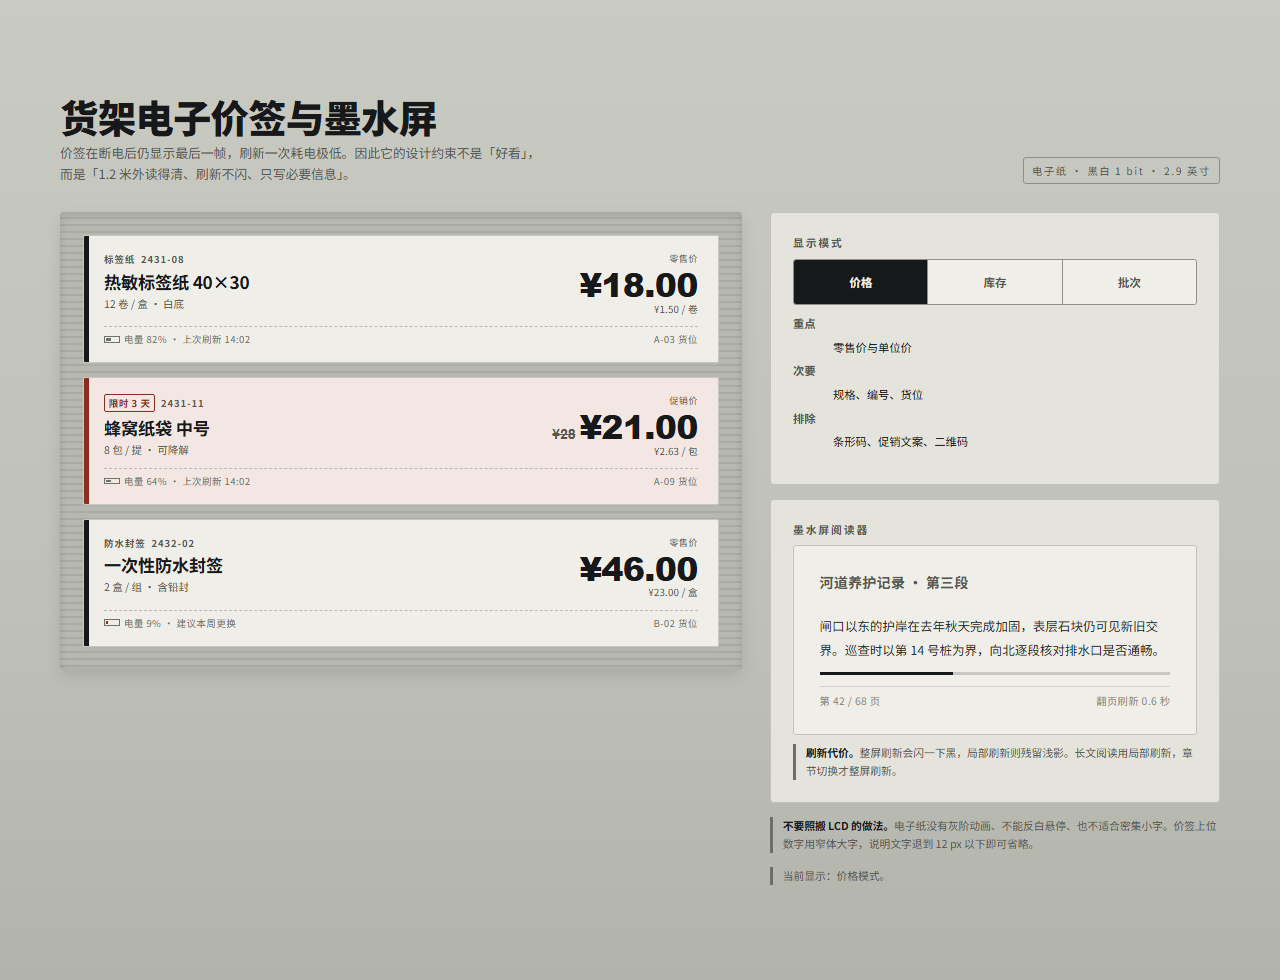 货架电子价签与墨水屏
价签在断电后仍显示最后一帧，刷新一次耗电极低。因此它的设计约束不是「好看」，
而是「1.2 米外读得清、刷新不闪、只写必要信息」。
电子纸 · 黑白 1 bit · 2.9 英寸
标签纸 2431-08
零售价
热敏标签纸 40×30
¥18.00
12 卷 / 盒 · 白底
¥1.50 / 卷
电量 82% · 上次刷新 14:02
A-03 货位
限时 3 天 2431-11
促销价
蜂窝纸袋 中号
¥28 ¥21.00
8 包 / 提 · 可降解
¥2.63 / 包
电量 64% · 上次刷新 14:02
A-09 货位
防水封签 2432-02
零售价
一次性防水封签
¥46.00
2 盒 / 组 · 含铅封
¥23.00 / 盒
电量 9% · 建议本周更换
B-02 货位
显示模式
价格 库存 批次
重点
零售价与单位价
次要
规格、编号、货位
排除
条形码、促销文案、二维码
墨水屏阅读器
河道养护记录 · 第三段
闸口以东的护岸在去年秋天完成加固，表层石块仍可见新旧交
界。巡查时以第 14 号桩为界，向北逐段核对排水口是否通畅。
第 42 / 68 页
翻页刷新 0.6 秒
刷新代价。整屏刷新会闪一下黑，局部刷新则残留浅影。长文阅读用局部刷新，章
节切换才整屏刷新。
不要照搬 LCD 的做法。电子纸没有灰阶动画、不能反白悬停、也不适合密集小字。价签上位
数字用窄体大字，说明文字退到 12 px 以下即可省略。
当前显示：价格模式。